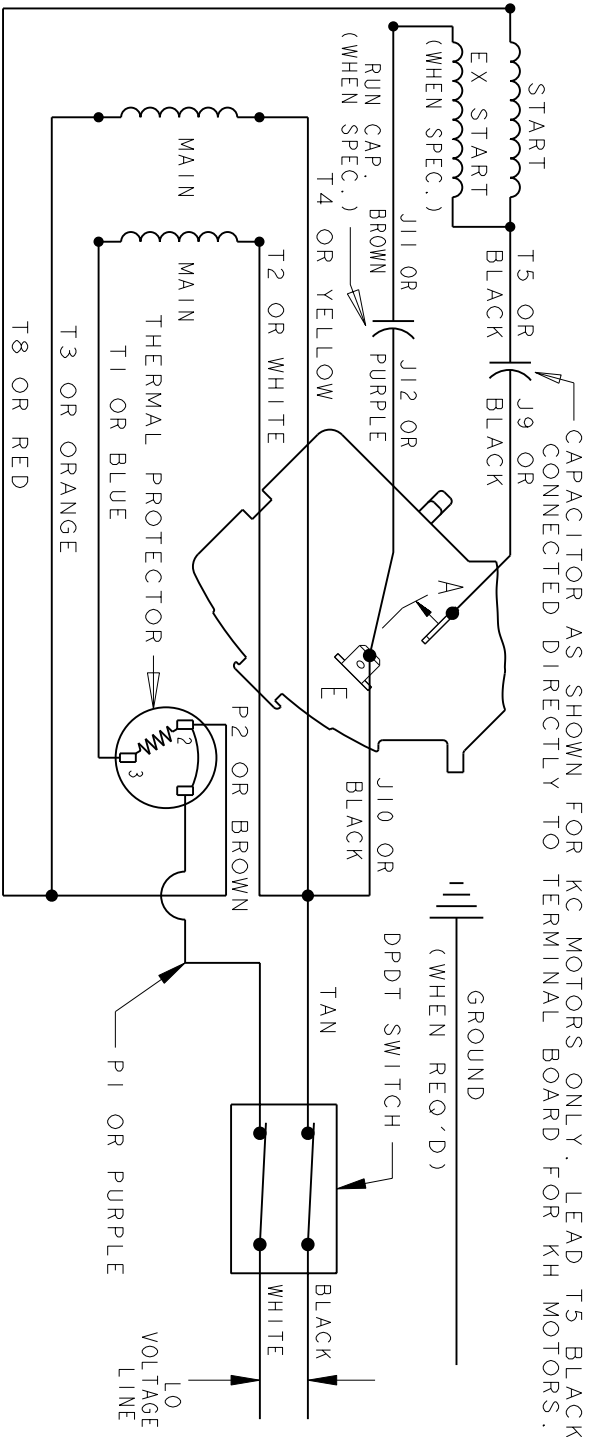 CAPACITOR AS SHOWN FOR KC MOTORS ONLY. LEAD T5 BLACK
CONNECTED DIRECTLY TO TERMINAL BOARD FOR KH MOTORS.
START
T5 OR
BLACK
J9 OR
BLACK
EX START
(WHEN SPEC.)
GROUND
(WHEN REQ'D)
A
RUN CAP.
(WHEN SPEC.)
J11 OR
BROWN
J12 OR
PURPLE
J10 OR
BLACK
E
DPDT SWITCH
T4 OR YELLOW
TAN
BLACK
T2 OR WHITE
WHITE
P2 OR BROWN
MAIN
MAIN
2
3
LO
VOLTAGE
LINE
THERMAL PROTECTOR
T1 OR BLUE
P1 OR PURPLE
T3 OR ORANGE
T8 OR RED